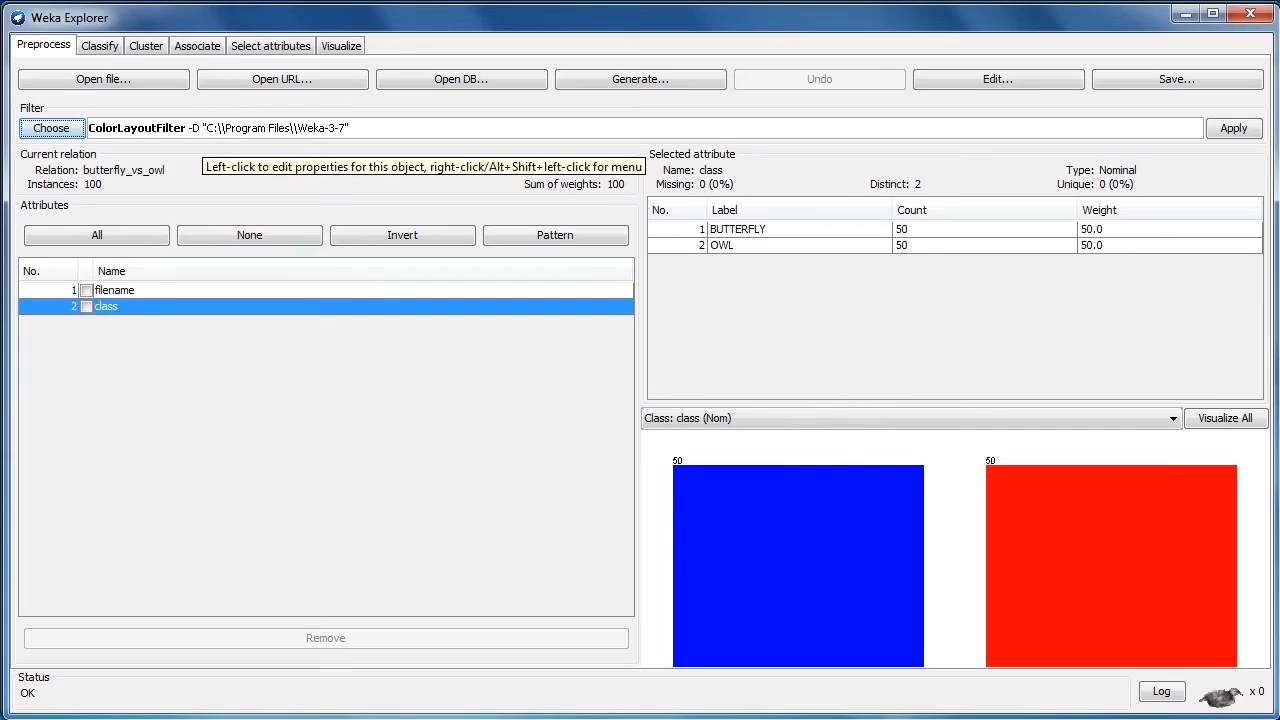 Weka Explorer
Preprocess Classify Cluster Associate Select attributes Visualize
Open file... Open URL... Open DB... Generate... Undo Edit... Save...
Filter
Choose ColorLayoutFilter -D "C:\\Program Files\\Weka-3-7" Apply
Current relation
Relation: butterfly_vs_owl
Instances: 100 Sum of weights: 100
Left-click to edit properties for this object, right-click/Alt+Shift+left-click for menu
Attributes
All None Invert Pattern
No. Name
1 filename
2 class
Remove
Selected attribute
Name: class Type: Nominal
Missing: 0 (0%) Distinct: 2 Unique: 0 (0%)
No. Label Count Weight
1 BUTTERFLY 50 50.0
2 OWL 50 50.0
Class: class (Nom) Visualize All
50 50
Status
OK Log x 0